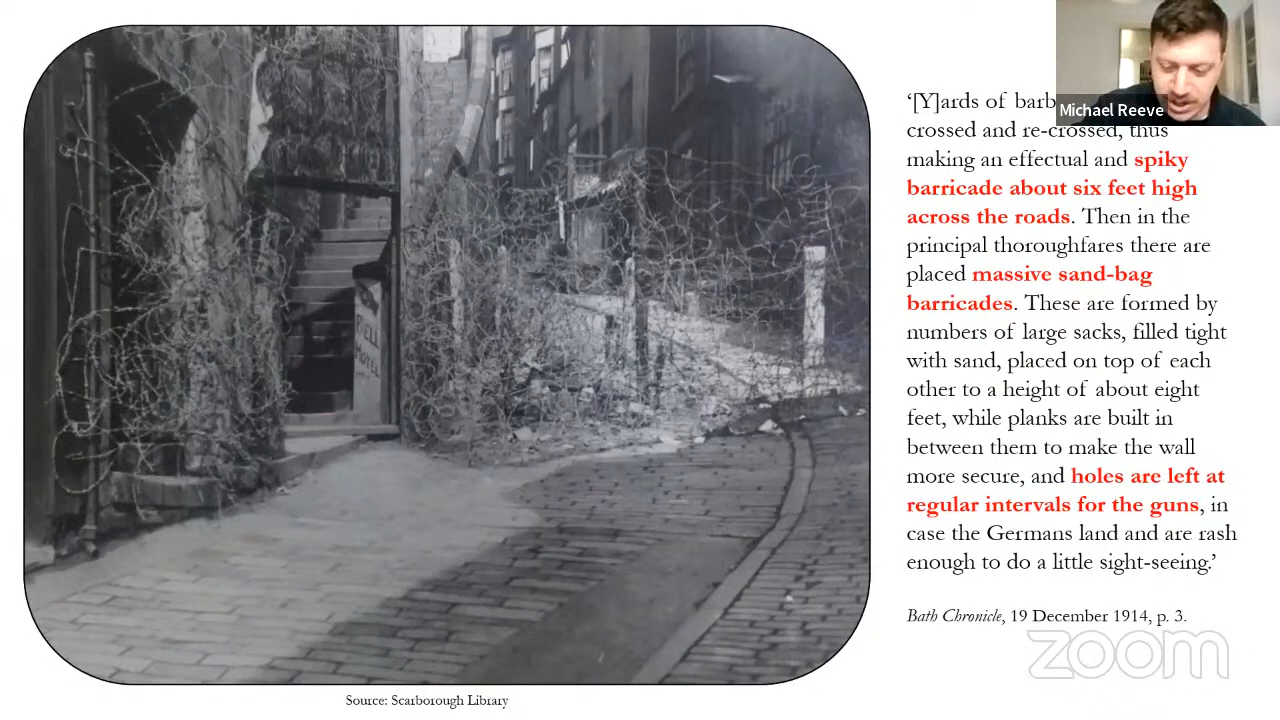 ‘[Y]ards of barb
Michael Reeve
crossed and re-crossed, thus
making an effectual and spiky
barricade about six feet high
across the roads. Then in the
principal thoroughfares there are
placed massive sand-bag
barricades. These are formed by
numbers of large sacks, filled tight
with sand, placed on top of each
other to a height of about eight
feet, while planks are built in
between them to make the wall
more secure, and holes are left at
regular intervals for the guns, in
case the Germans land and are rash
enough to do a little sight-seeing.’
Bath Chronicle, 19 December 1914, p. 3.
zoom
HOTEL
Source: Scarborough Library